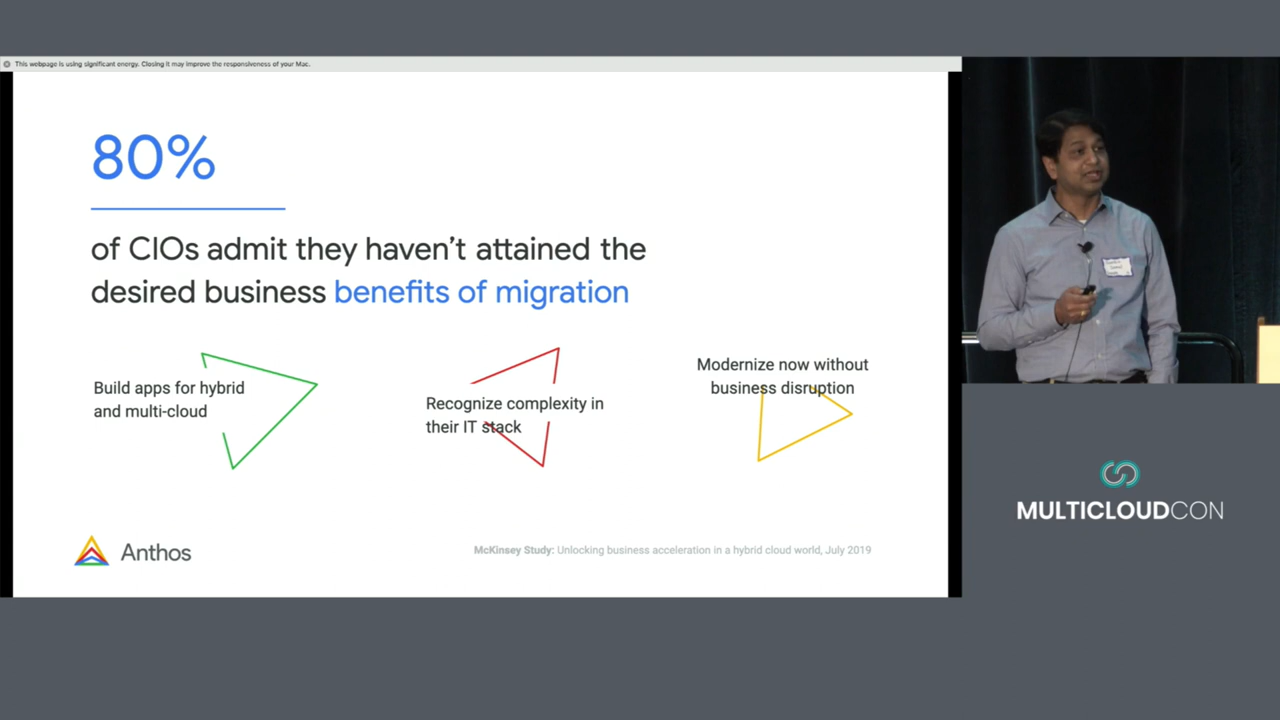 This webpage is using significant energy. Closing it may improve the responsiveness of your Mac.
80%
of CIOs admit they haven't attained the
desired business benefits of migration
Build apps for hybrid
and multi-cloud
Recognize complexity in
their IT stack
Modernize now without
business disruption
Anthos
McKinsey Study: Unlocking business acceleration in a hybrid cloud world, July 2019
MULTICLOUDCON